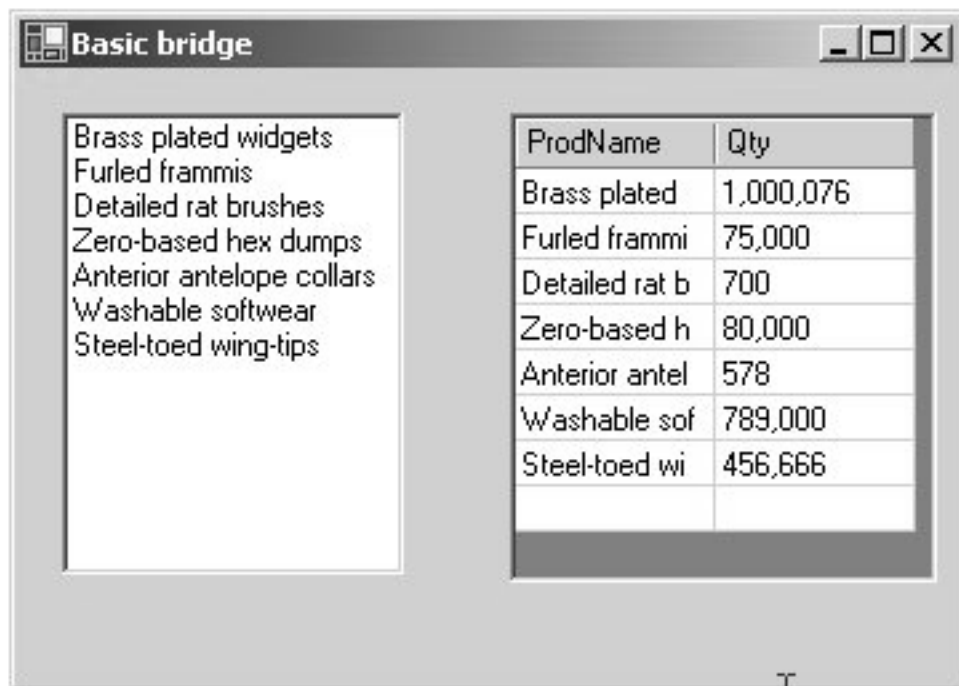 Basic bridge
Brass plated widgets
Furled frammis
Detailed rat brushes
Zero-based hex dumps
Anterior antelope collars
Washable softwear
Steel-toed wing-tips
ProdName Qty
Brass plated 1,000,076
Furled frammi 75,000
Detailed rat b 700
Zero-based h 80,000
Anterior antel 578
Washable sof 789,000
Steel-toed wi 456,666